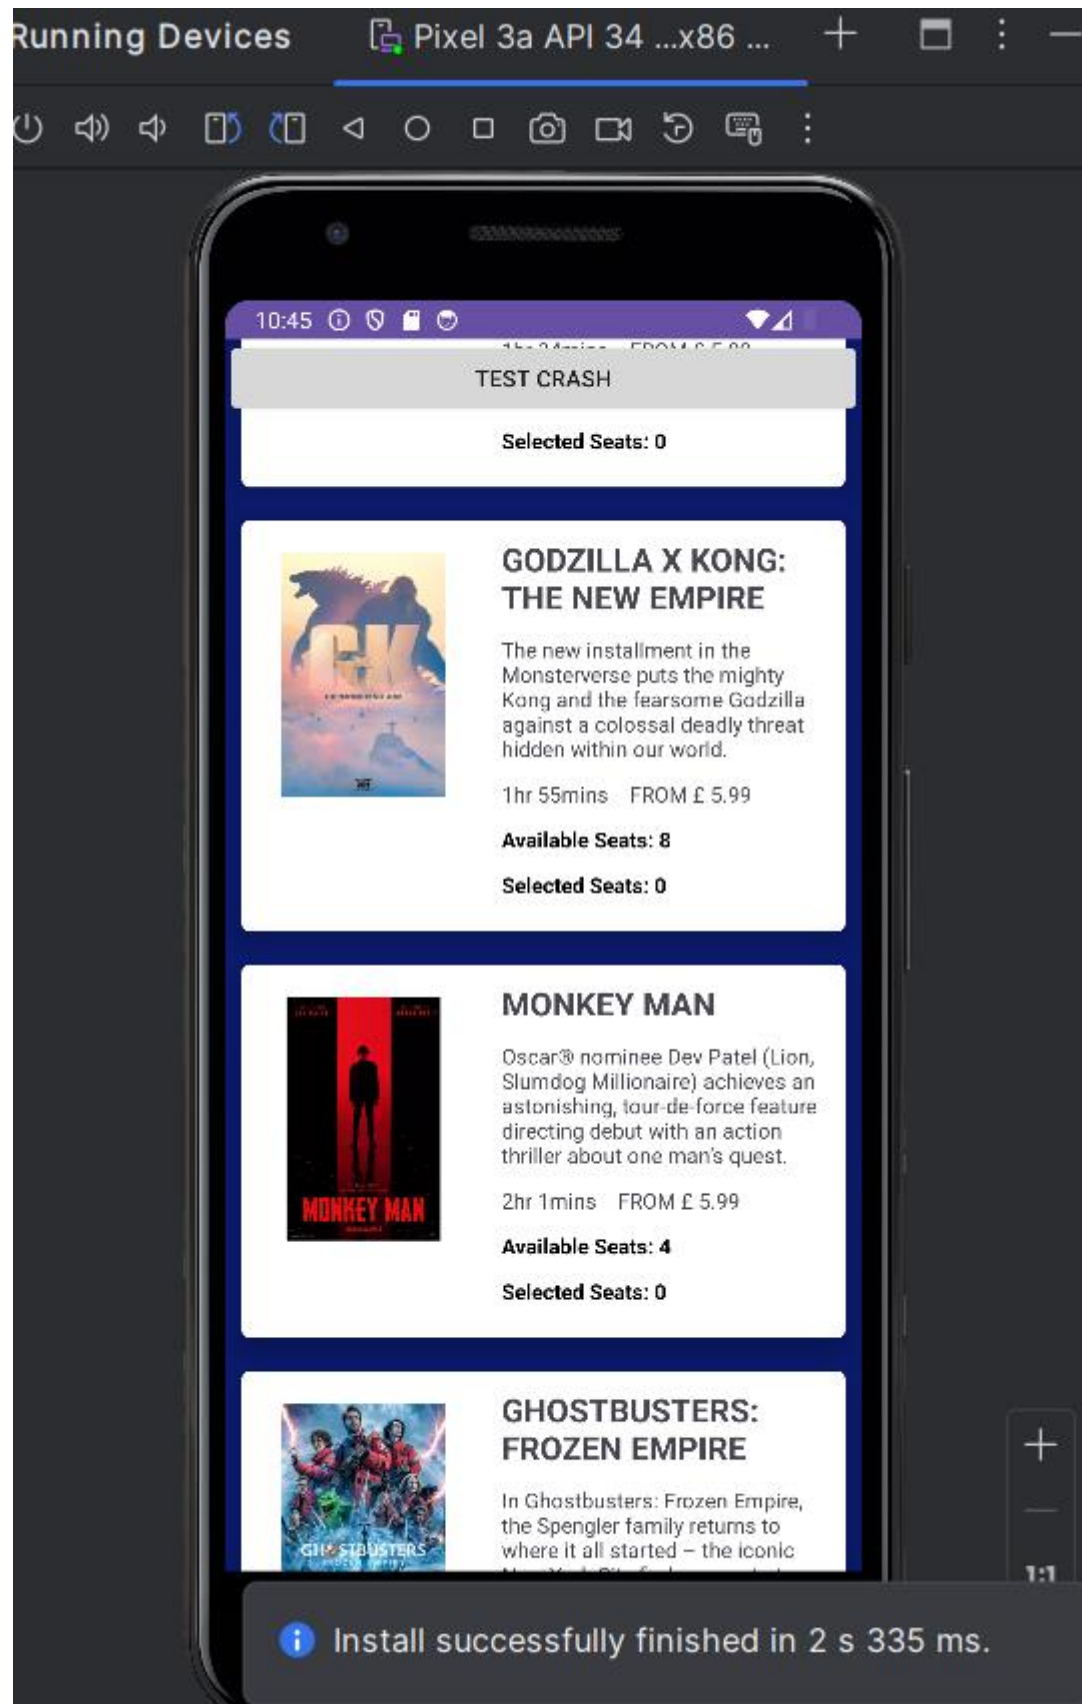 Running Devices
Pixel 3a API 34 ...x86 ...
10:45
TEST CRASH
Selected Seats: 0
GODZILLA X KONG:
THE NEW EMPIRE
The new installment in the
Monsterverse puts the mighty
Kong and the fearsome Godzilla
against a colossal deadly threat
hidden within our world.
1hr 55mins FROM £ 5.99
Available Seats: 8
Selected Seats: 0
GxK
MONKEY MAN
Oscar® nominee Dev Patel (Lion,
Slumdog Millionaire) achieves an
astonishing, tour-de-force feature
directing debut with an action
thriller about one man's quest.
2hr 1mins FROM £ 5.99
Available Seats: 4
Selected Seats: 0
MONKEY MAN
GHOSTBUSTERS:
FROZEN EMPIRE
In Ghostbusters: Frozen Empire,
the Spengler family returns to
where it all started – the iconic
GHOSTBUSTERS
FROZEN EMPIRE
1:1
Install successfully finished in 2 s 335 ms.